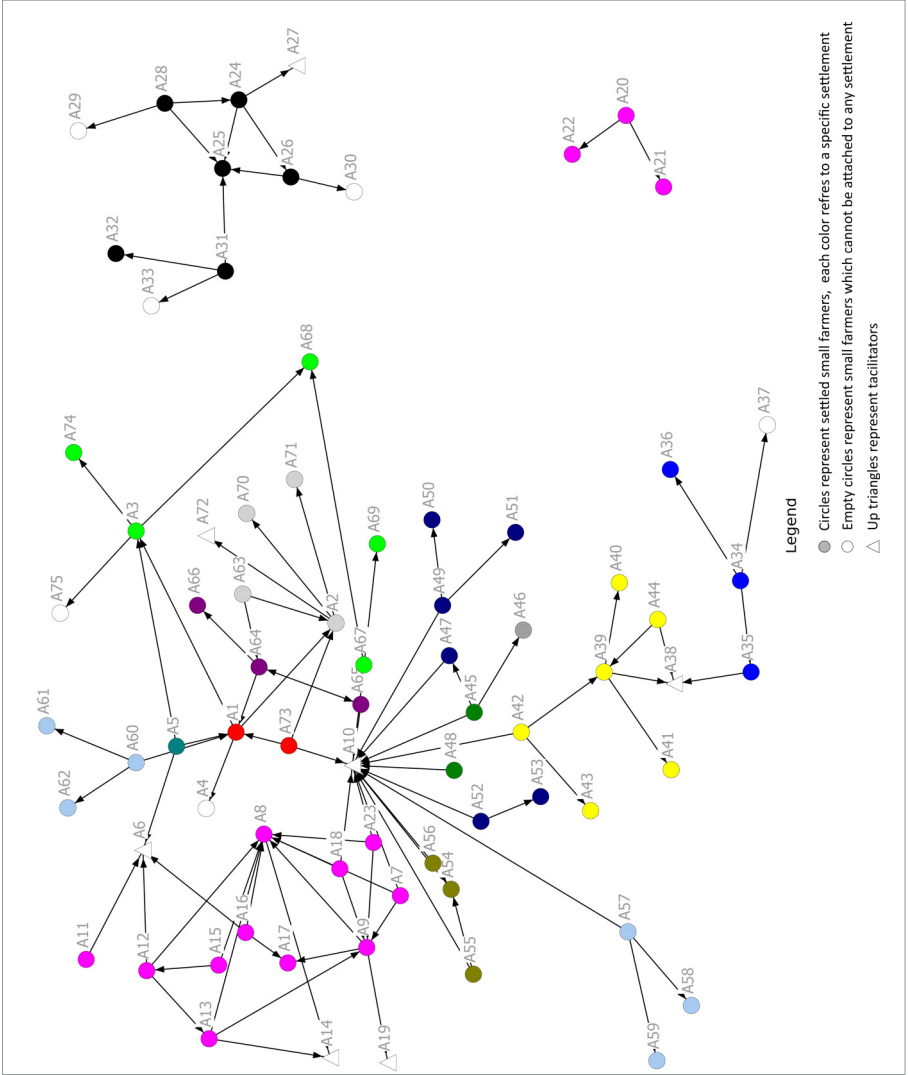 A61
A75
A62
A74
A29
A11
A32
A60
A3
A6
A12
A33
A28
A5
A66
A4
A72
A13
A15
A25
A31
A1
A24
A63
A16
A70
A64
A8
A17
A73
A26
A71
A27
A68
A14
A2
A18
A10
A30
A65
A67
A9
A23
A69
A19
A7
A50
A56
A49
A47
A54
A48
A55
A45
A52
A51
A42
A46
A53
A22
A43
A39
A40
A20
A57
A59
A44
A21
A36
A41
A38
A58
A34
A35
A37
Legend
Circles represent settled small farmers, each color refres to a specific settlement
Empty circles represent small farmers which cannot be attached to any settlement
Up triangles represent tacilitators